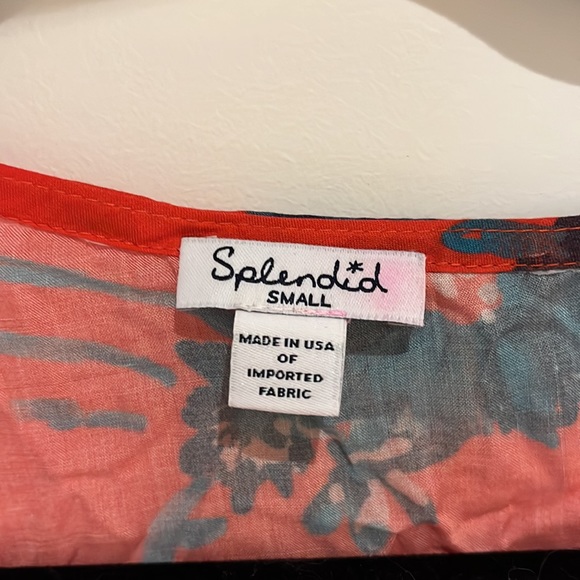 Splendid
SMALL
MADE IN USA
OF
IMPORTED
FABRIC